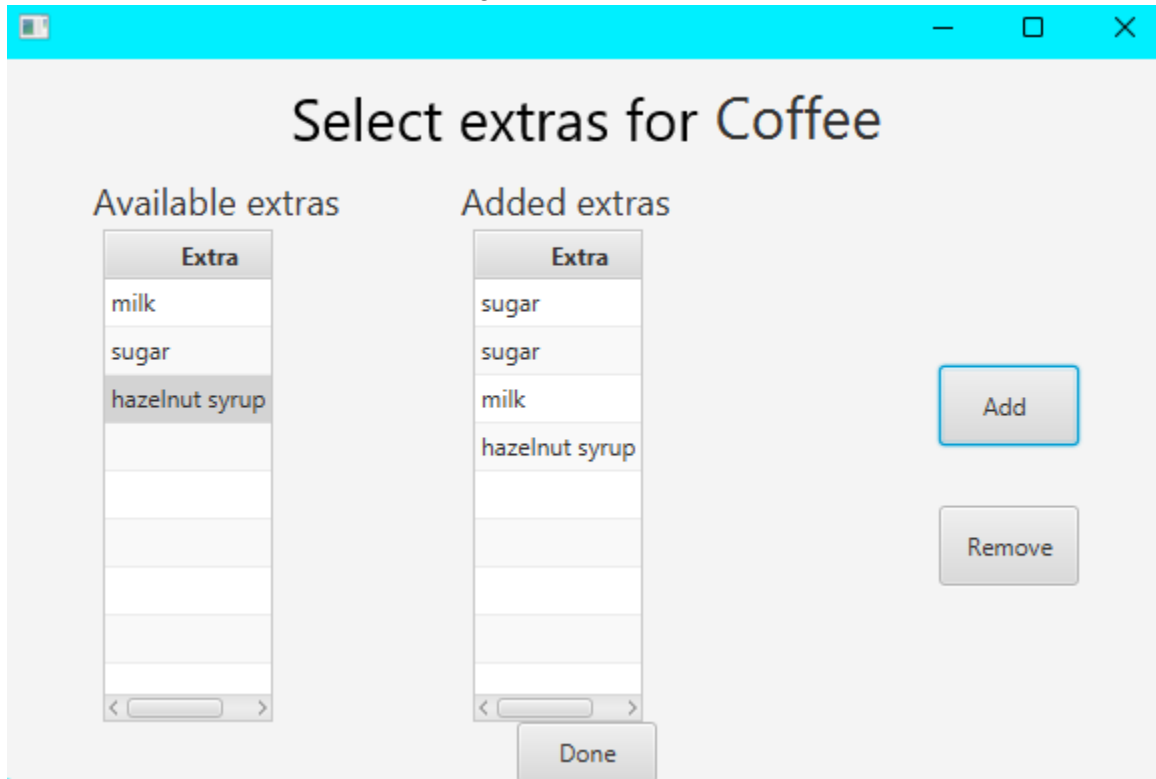 Select extras for Coffee
Available extras
Extra
milk
sugar
hazelnut syrup
Added extras
Extra
sugar
sugar
milk
hazelnut syrup
Add
Remove
Done